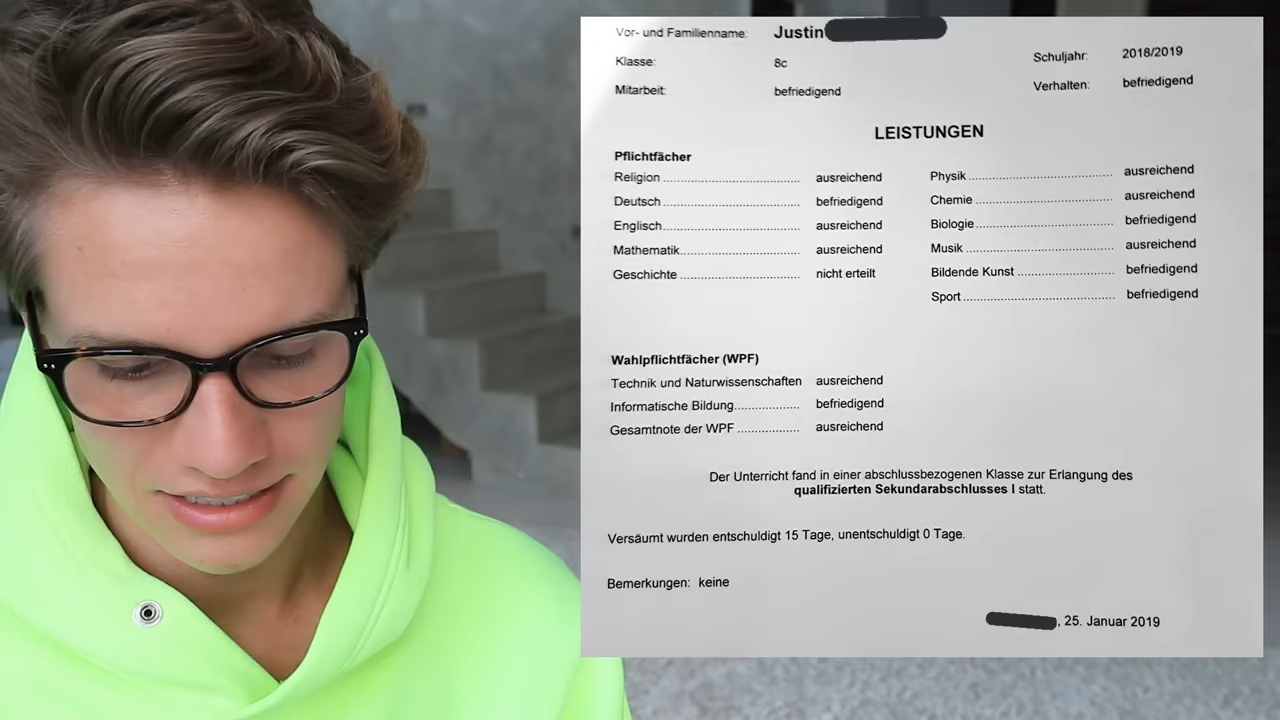 Vor- und Familienname: Justin
Klasse: 8c
Schuljahr: 2018/2019
Mitarbeit: befriedigend
Verhalten: befriedigend
LEISTUNGEN
Pflichtfächer
Religion ........................................ ausreichend
Deutsch ........................................ befriedigend
Englisch........................................ ausreichend
Mathematik................................... ausreichend
Geschichte ................................... nicht erteilt
Physik ........................................... ausreichend
Chemie ......................................... ausreichend
Biologie......................................... befriedigend
Musik ............................................ ausreichend
Bildende Kunst ............................. befriedigend
Sport ............................................. befriedigend
Wahlpflichtfächer (WPF)
Technik und Naturwissenschaften ausreichend
Informatische Bildung................... befriedigend
Gesamtnote der WPF .................. ausreichend
Der Unterricht fand in einer abschlussbezogenen Klasse zur Erlangung des
qualifizierten Sekundarabschlusses I statt.
Versäumt wurden entschuldigt 15 Tage, unentschuldigt 0 Tage.
Bemerkungen: keine
, 25. Januar 2019